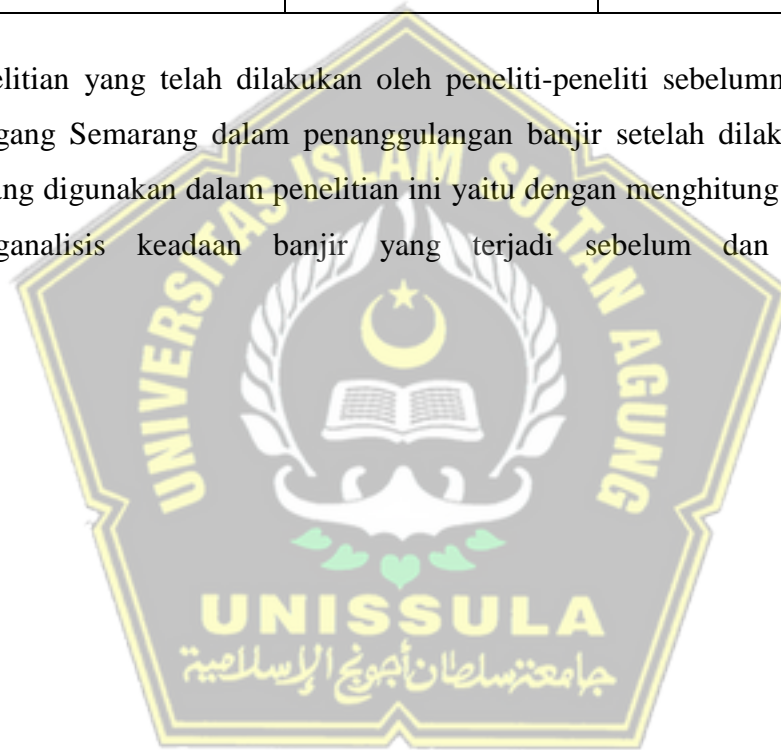 elitian yang telah dilakukan oleh peneliti-peneliti sebelumn
gang Semarang dalam penanggulangan banjir setelah dilak
ang digunakan dalam penelitian ini yaitu dengan menghitung
ganalisis keadaan banjir yang terjadi sebelum dan
UNIVERSITAS ISLAM SULTAN AGUNG
UNISSULA
جامعة سلطان أجونج الإسلامية